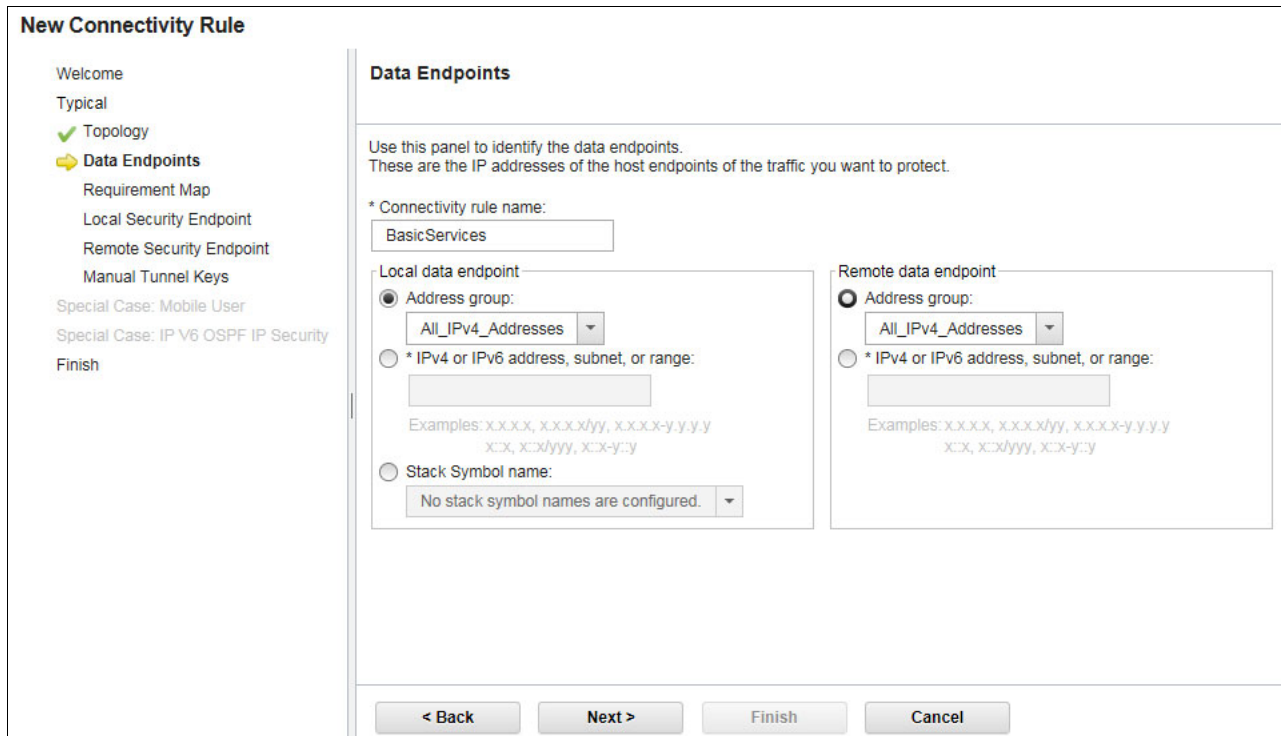 New Connectivity Rule
Welcome
Typical
Topology
Data Endpoints
Requirement Map
Local Security Endpoint
Remote Security Endpoint
Manual Tunnel Keys
Special Case: Mobile User
Special Case: IP V6 OSPF IP Security
Finish
Data Endpoints
Use this panel to identify the data endpoints.
These are the IP addresses of the host endpoints of the traffic you want to protect.
* Connectivity rule name:
BasicServices
Local data endpoint
Address group:
All_IPv4_Addresses
* IPv4 or IPv6 address, subnet, or range:
Examples: x.x.x.x, x.x.x.x/yy, x.x.x.x-y.y.y.y
x::x, x::x/yyy, x::x-y::y
Stack Symbol name:
No stack symbol names are configured.
Remote data endpoint
Address group:
All_IPv4_Addresses
* IPv4 or IPv6 address, subnet, or range:
Examples: x.x.x.x, x.x.x.x/yy, x.x.x.x-y.y.y.y
x::x, x::x/yyy, x::x-y::y
< Back
Next >
Finish
Cancel